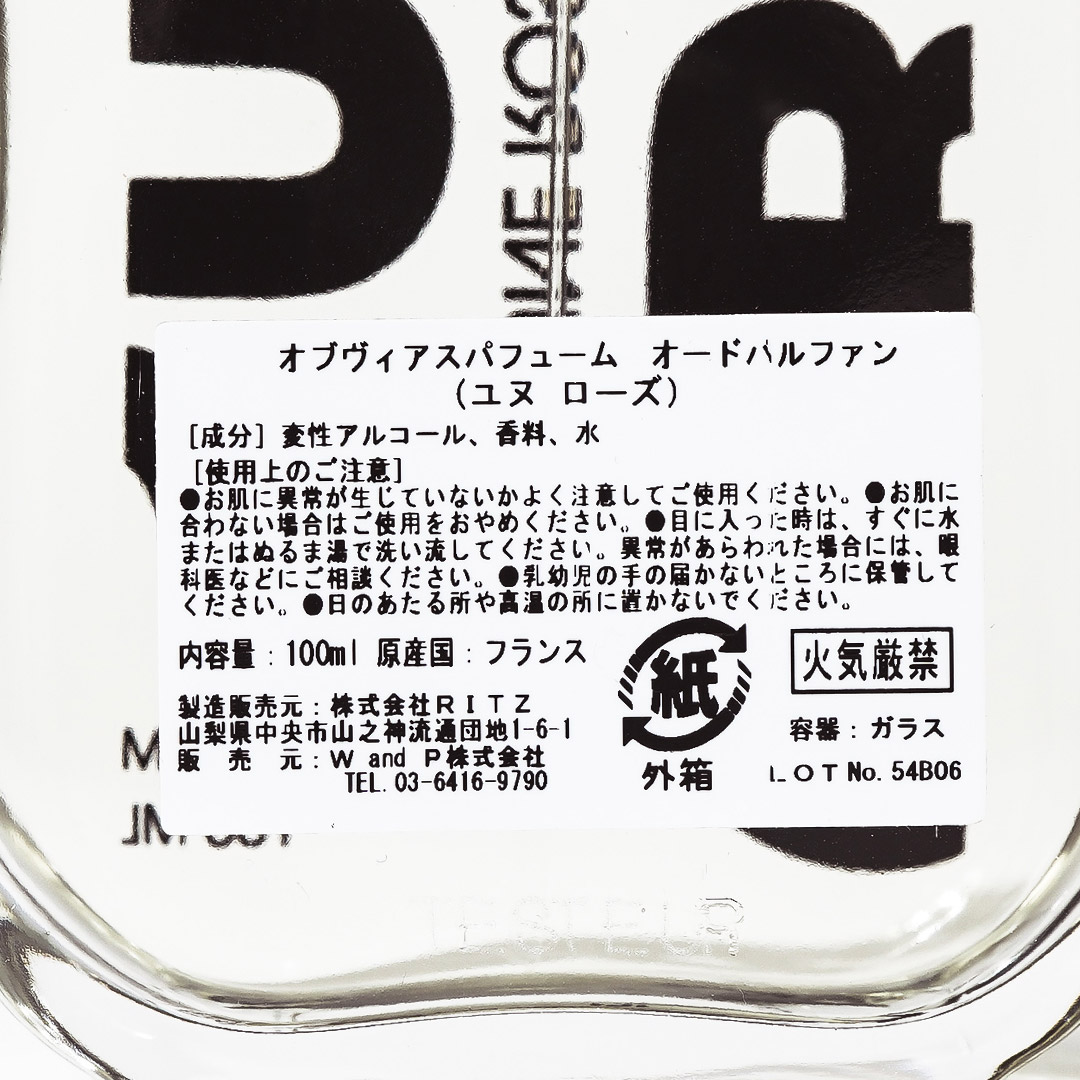 オブヴィアスパフューム オードパルファン
(ユヌ ローズ)
[成分] 変性アルコール、香料、水
[使用上のご注意]
●お肌に異常が生じていないかよく注意してご使用ください。●お肌に
合わない場合はご使用をおやめください。●目に入った時は、すぐに水
またはぬるま湯で洗い流してください。異常があらわれた場合には、眼
科医などにご相談ください。●乳幼児の手の届かないところに保管して
ください。●日のあたる所や高温の所に置かないでください。
内容量：100ml 原産国：フランス
製造販売元：株式会社ＲＩＴＺ
山梨県中央市山之神流通団地1-6-1
販 売 元：W and P株式会社
TEL. 03-6416-9790
紙
外箱
火気厳禁
容器：ガラス
ＬＯＴ No. 54B06
TESTEUR